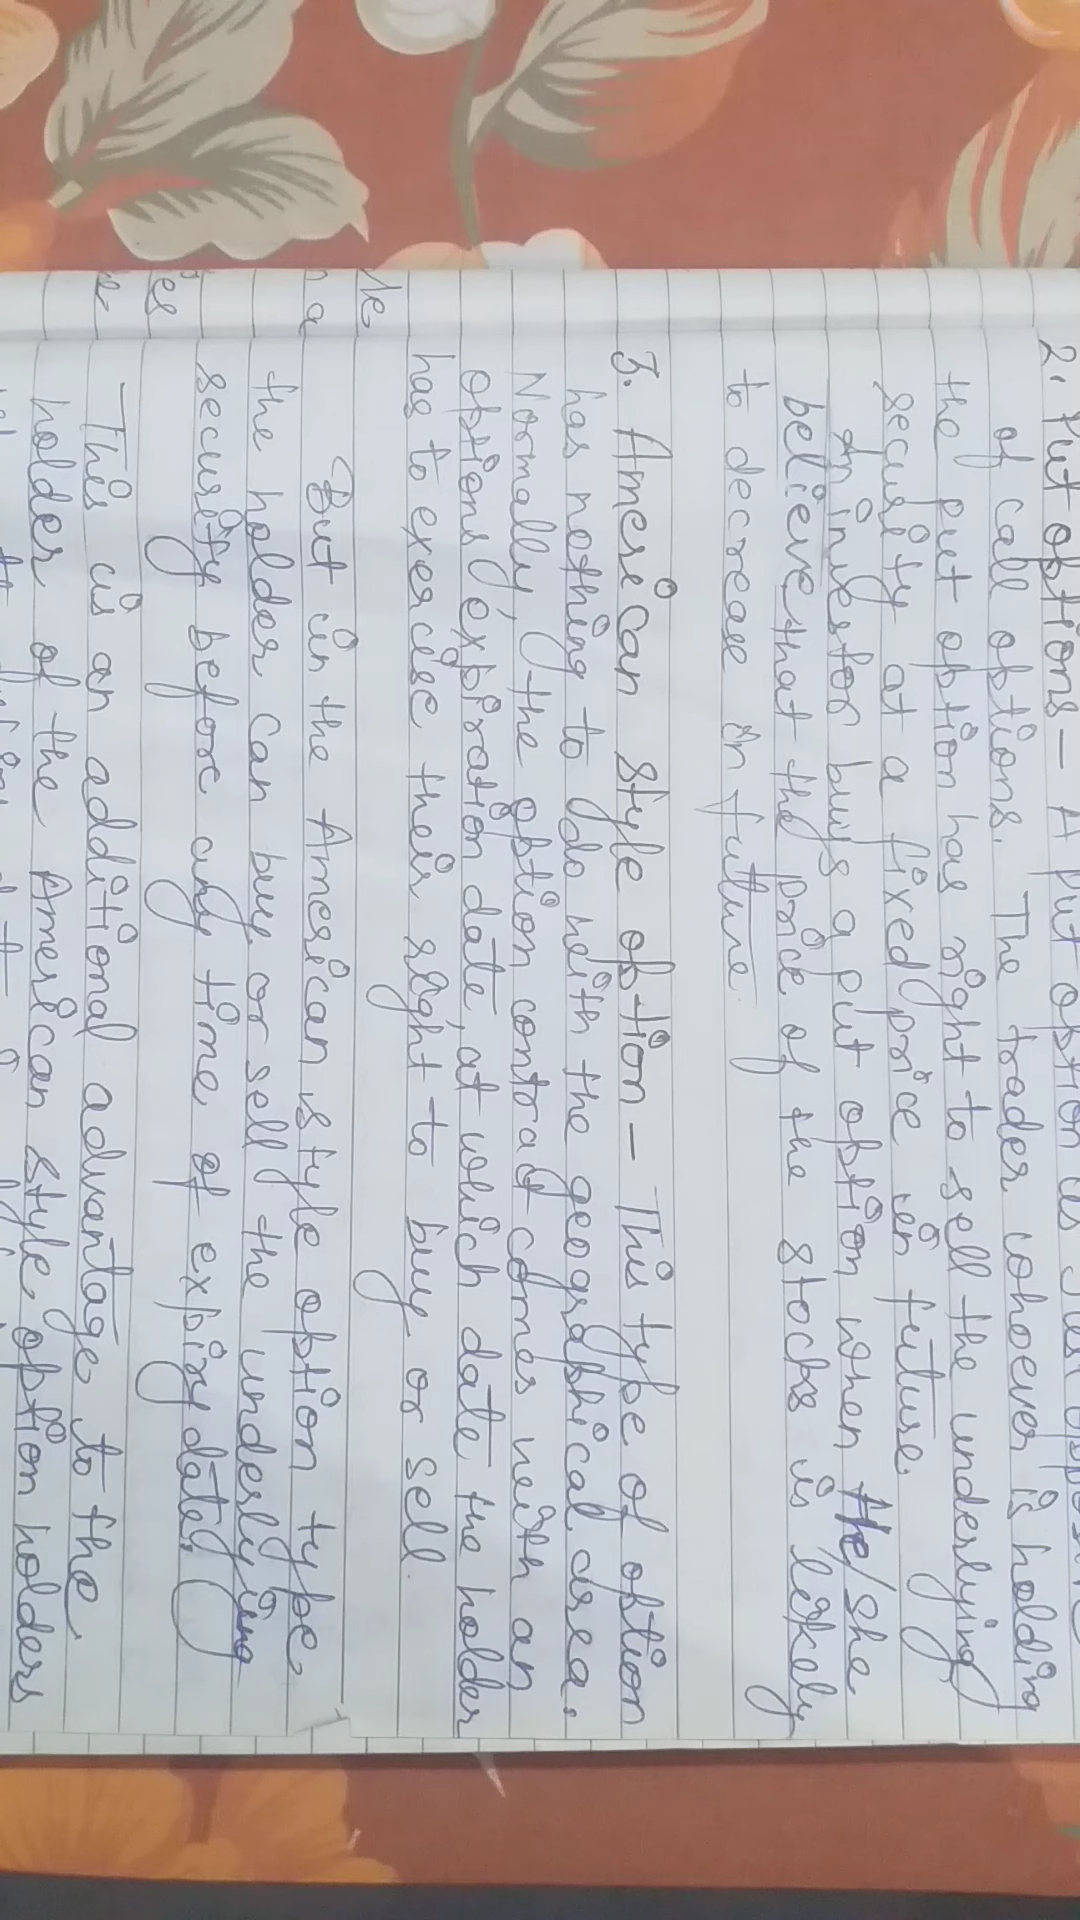 2. Put options - A put option is Just
of call options. The trader whoever is holding
the put option has right to sell the underlying
security at a fixed price in future.
An investor buys a put option when the/she
believe that the price of the stocks is likely
to decrease in future.
3. American style option - This type of option
has nothing to do with the geographical area.
Normally, the option contract comes with an
options expiration date, at which date the holder
has to exercise their right to buy or sell.
But in the American style option type
the holder can buy or sell the underlying
security before any time of expiry date.
This is an additional advantage to the
holder of the American style option holders